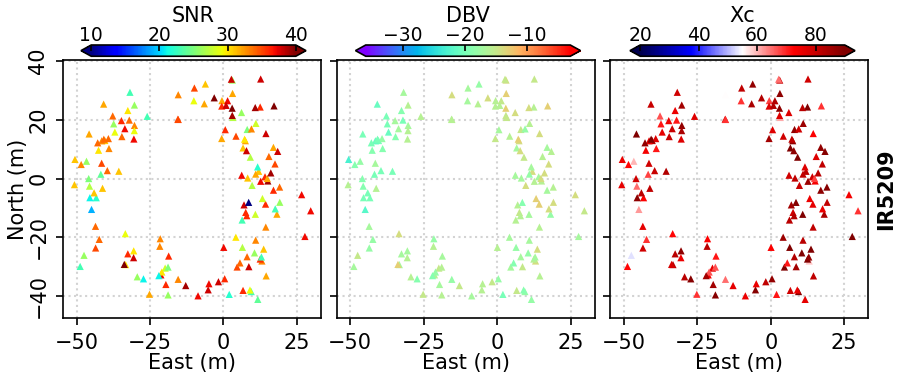 SNR DBV Xc
10 20 30 40 −30 −20 −10 20 40 60 80
40
20
0
−20
−40
North (m)
IR5209
−50 −25 0 25 −50 −25 0 25 −50 −25 0 25
East (m) East (m) East (m)